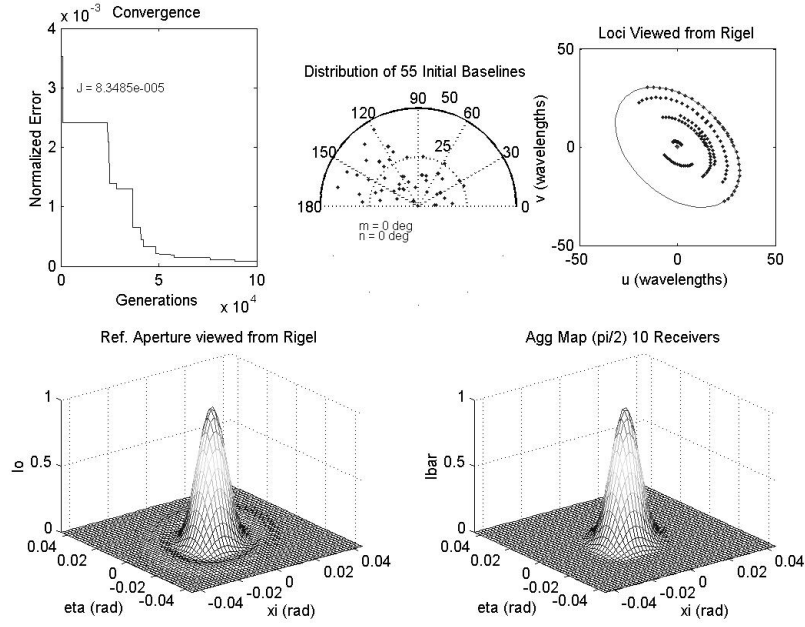 x 10^-3
Convergence
4
3
2
1
0
Normalized Error
J = 8.3485e-005
0
5
10
Generations
x 10^4
Distribution of 55 Initial Baselines
90
50
120
60
150
25
30
180
0
m = 0 deg
n = 0 deg
Loci Viewed from Rigel
50
0
-50
v (wavelengths)
-50
0
50
u (wavelengths)
Ref. Aperture viewed from Rigel
1
0.5
0
Io
0.04
0.02
0
-0.02
-0.04
eta (rad)
-0.04
-0.02
0
0.02
0.04
xi (rad)
Agg Map (pi/2) 10 Receivers
1
0.5
0
Ibar
0.04
0.02
0
-0.02
-0.04
eta (rad)
-0.04
-0.02
0
0.02
0.04
xi (rad)